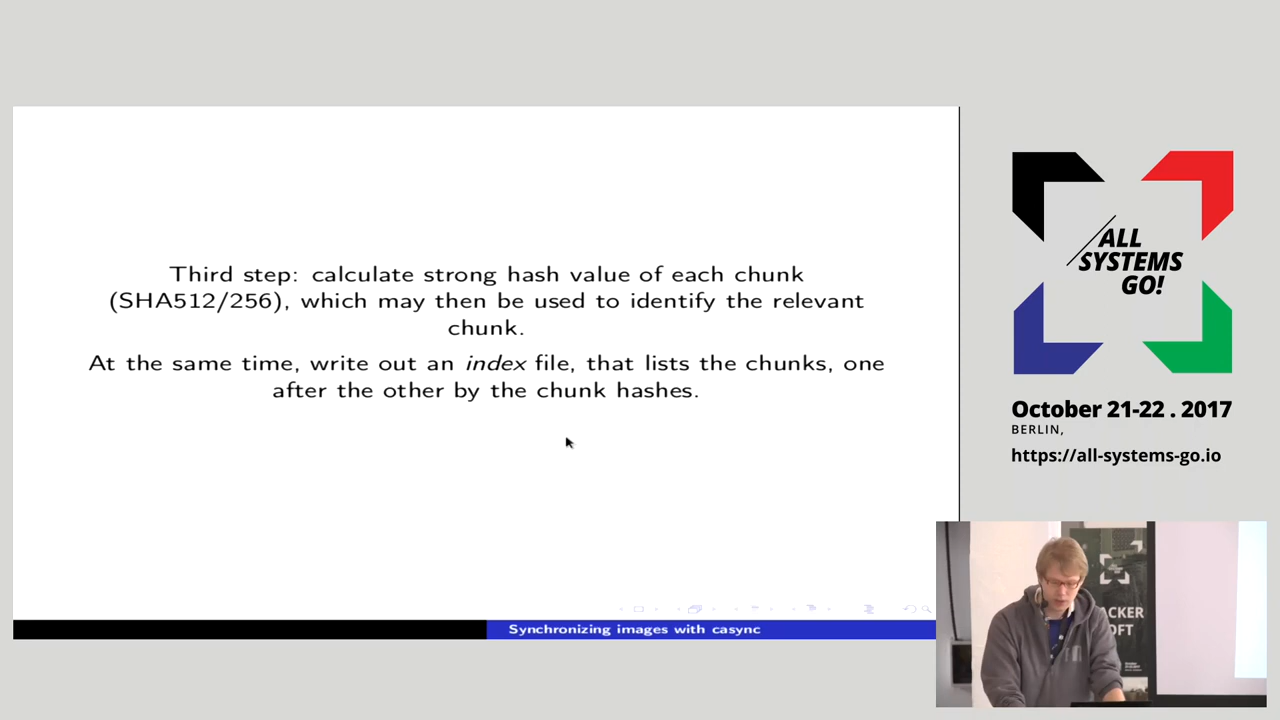 Third step: calculate strong hash value of each chunk
(SHA512/256), which may then be used to identify the relevant
chunk.
At the same time, write out an index file, that lists the chunks, one
after the other by the chunk hashes.
Synchronizing images with casync
ALL
SYSTEMS
GO!
October 21-22 . 2017
BERLIN,
https://all-systems-go.io
ACKER
OFT